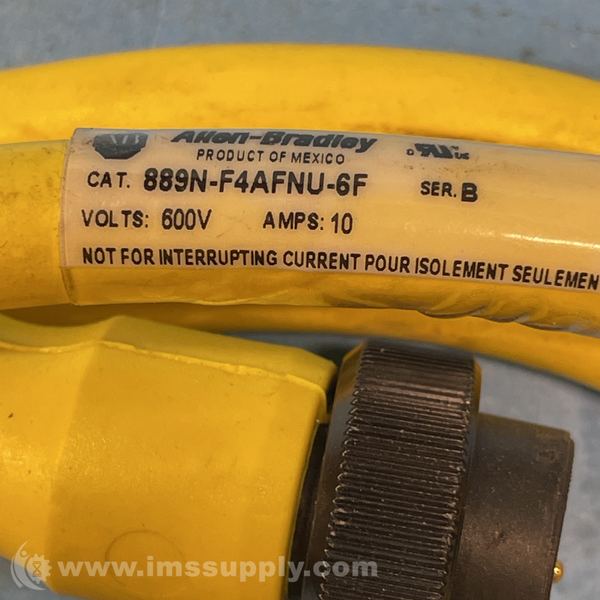 Allen-Bradley
PRODUCT OF MEXICO
CAT. 889N-F4AFNU-6F SER. B
VOLTS: 600V AMPS: 10
NOT FOR INTERRUPTING CURRENT POUR ISOLEMENT SEULEMEN
www.imssupply.com